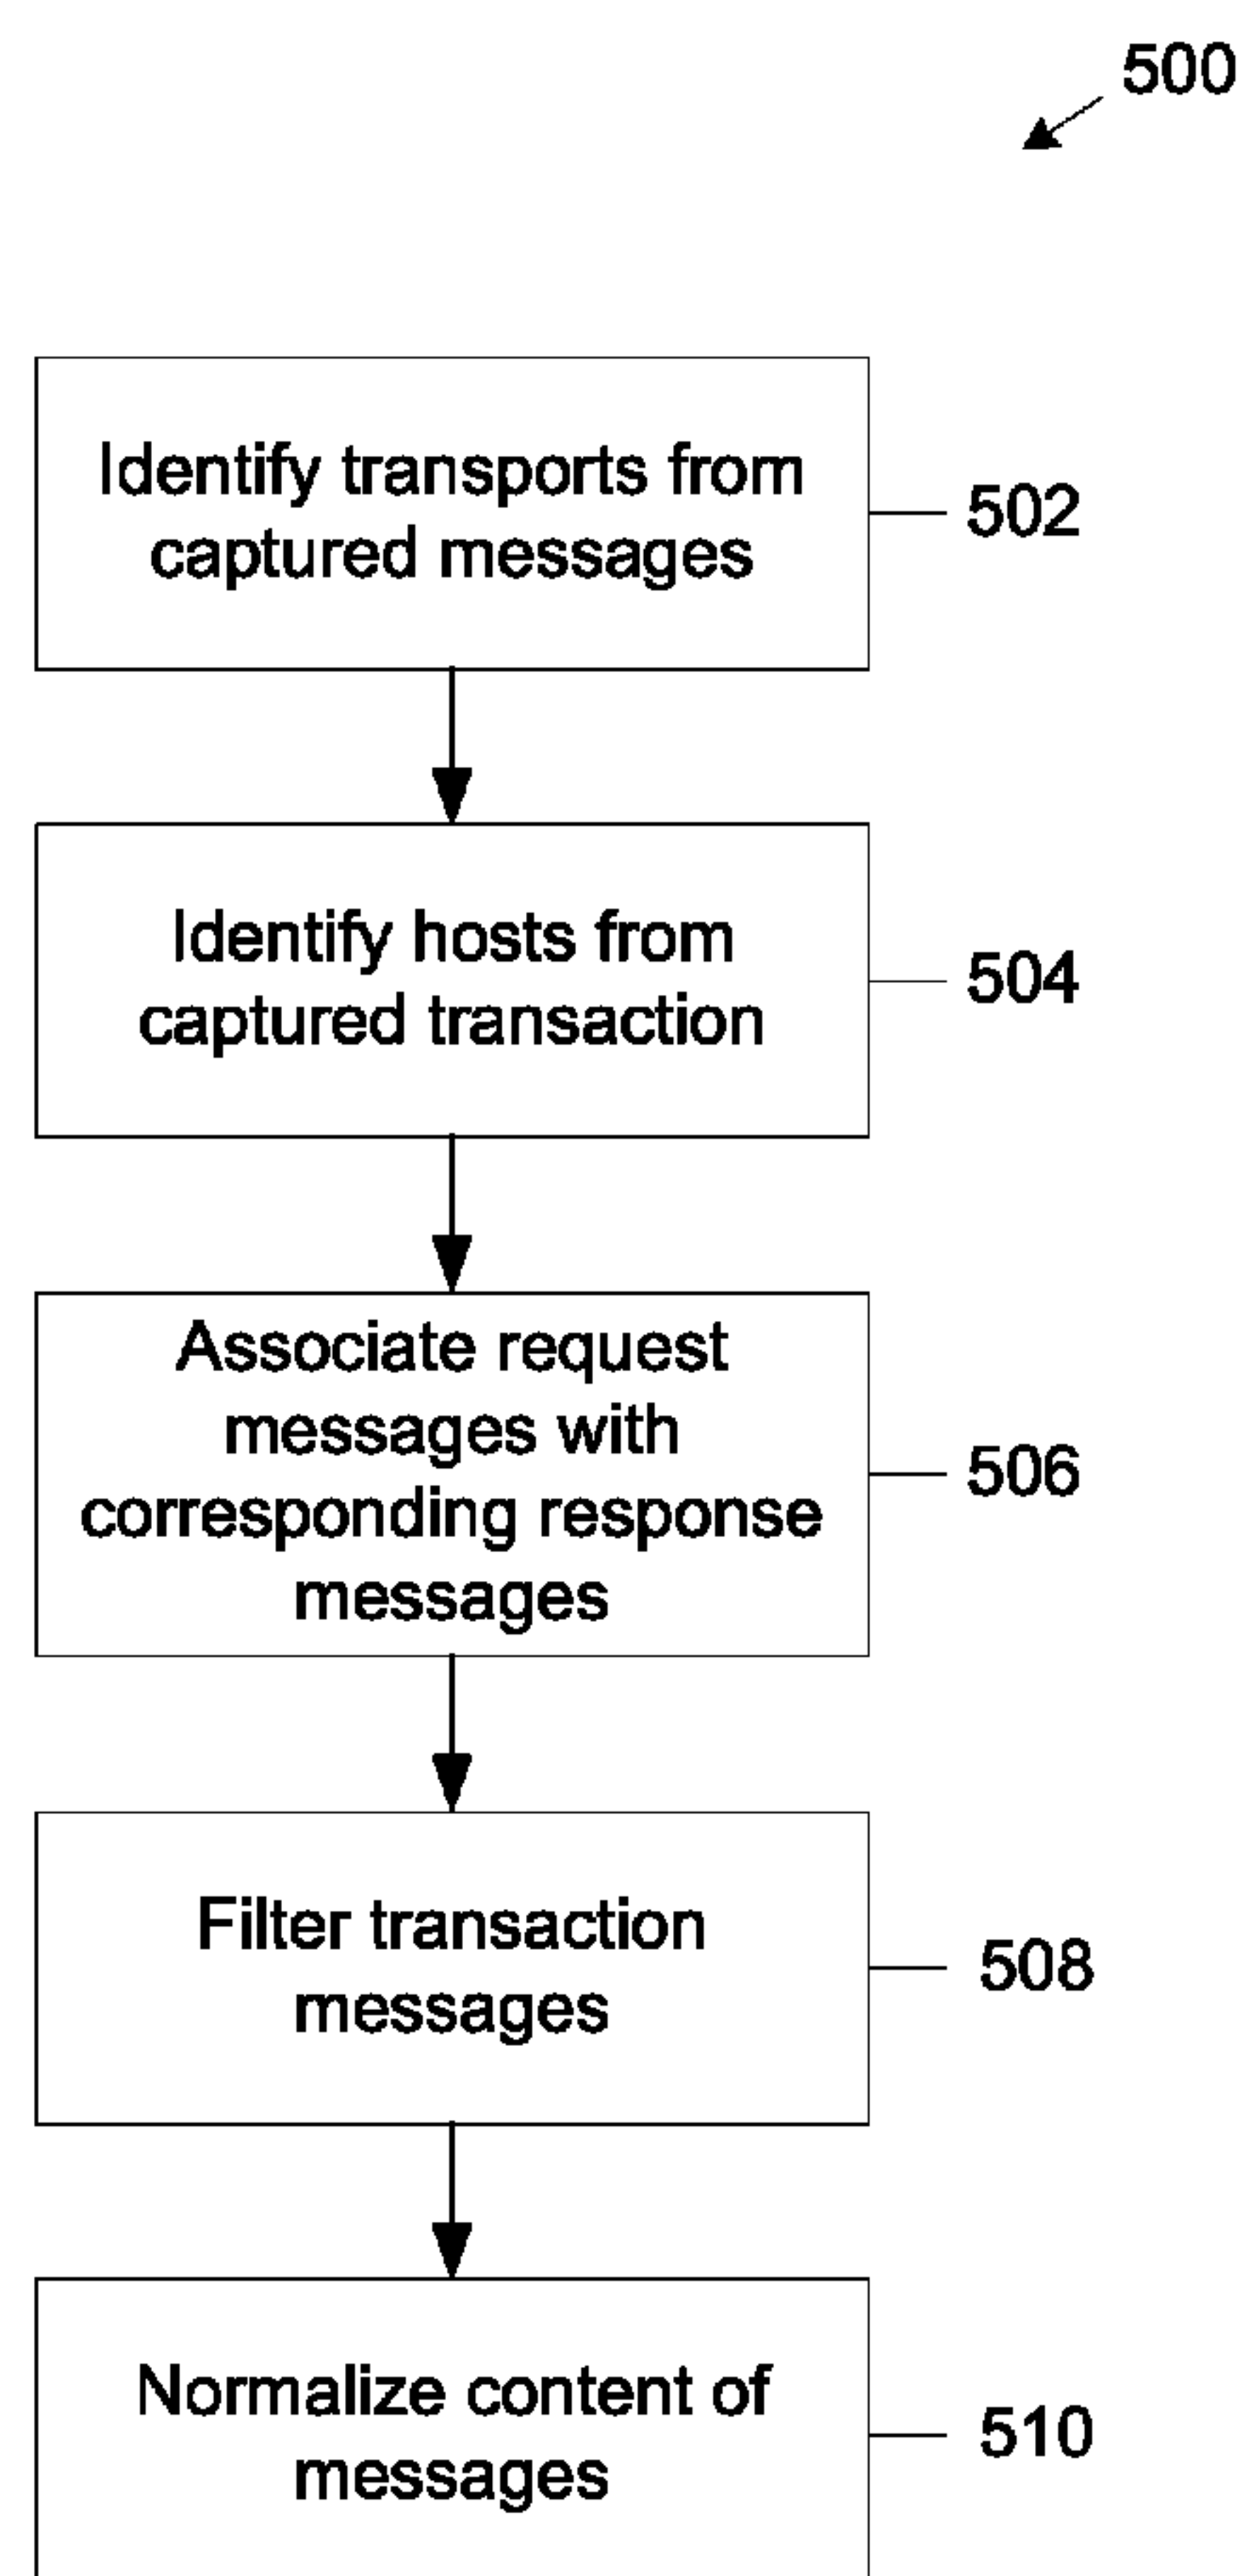 500
Identify transports from
captured messages
502
Identify hosts from
captured transaction
504
Associate request
messages with
corresponding response
messages
506
Filter transaction
messages
508
Normalize content of
messages
510